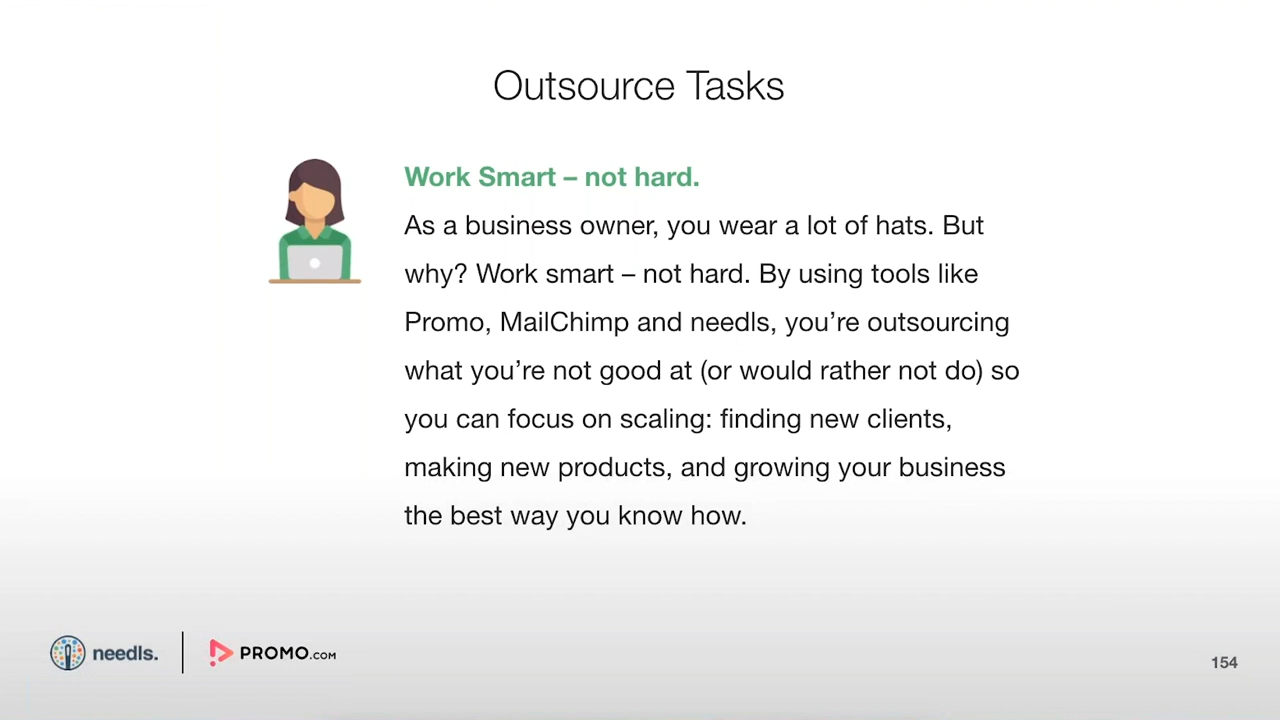 Outsource Tasks
Work Smart – not hard.
As a business owner, you wear a lot of hats. But
why? Work smart – not hard. By using tools like
Promo, MailChimp and needls, you’re outsourcing
what you’re not good at (or would rather not do) so
you can focus on scaling: finding new clients,
making new products, and growing your business
the best way you know how.
needls.
PROMO.COM
154